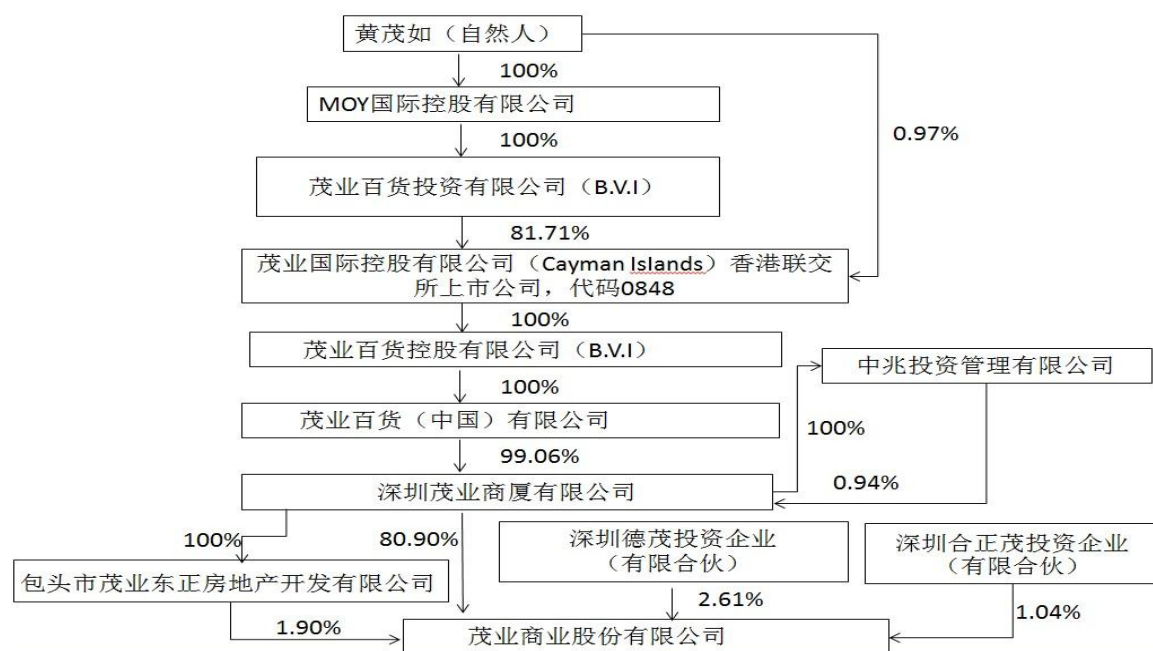 黄茂如（自然人）
100%
MOY国际控股有限公司
0.97%
100%
茂业百货投资有限公司（B.V.I）
81.71%
茂业国际控股有限公司（Cayman Islands）香港联交
所上市公司，代码0848
100%
茂业百货控股有限公司（B.V.I）
中兆投资管理有限公司
100%
茂业百货（中国）有限公司
100%
99.06%
深圳茂业商厦有限公司
0.94%
100%
80.90%
深圳德茂投资企业
（有限合伙）
深圳合正茂投资企业
（有限合伙）
包头市茂业东正房地产开发有限公司
2.61%
1.04%
1.90%
茂业商业股份有限公司